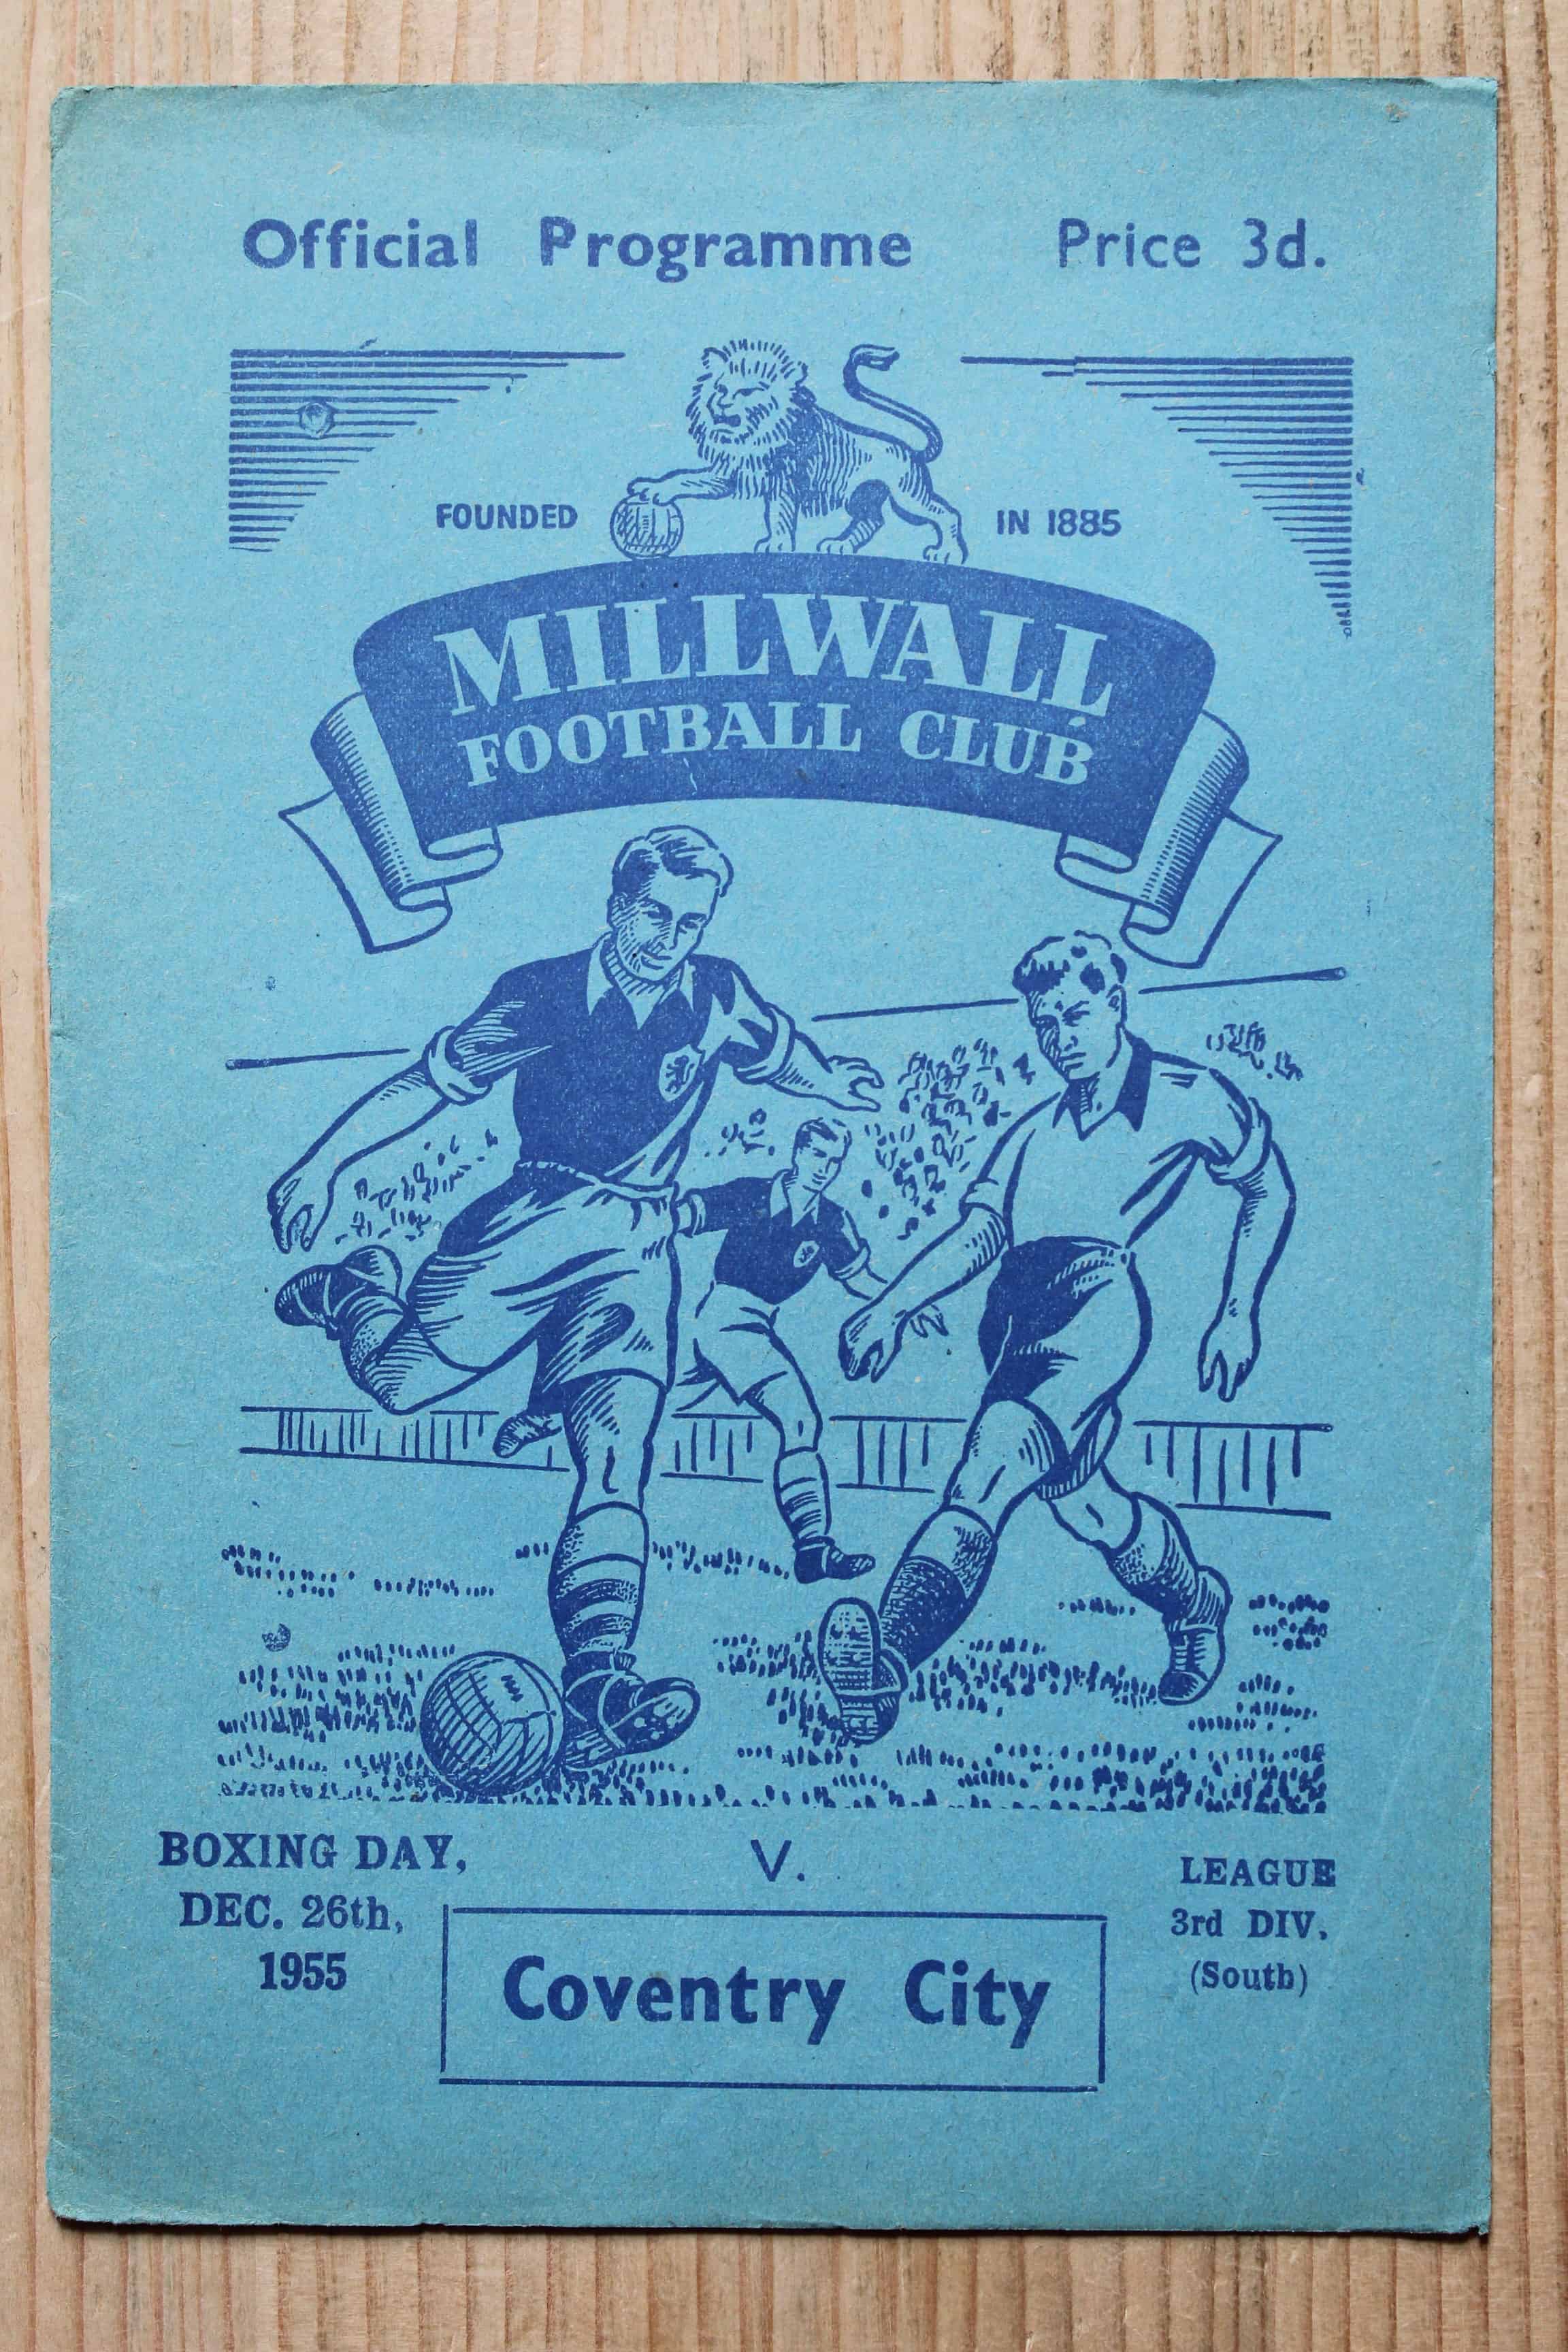 Official Programme Price 3d.
FOUNDED IN 1885
MILLWALL
FOOTBALL CLUB
BOXING DAY,
DEC. 26th,
1955
V.
Coventry City
LEAGUE
3rd DIV.
(South)